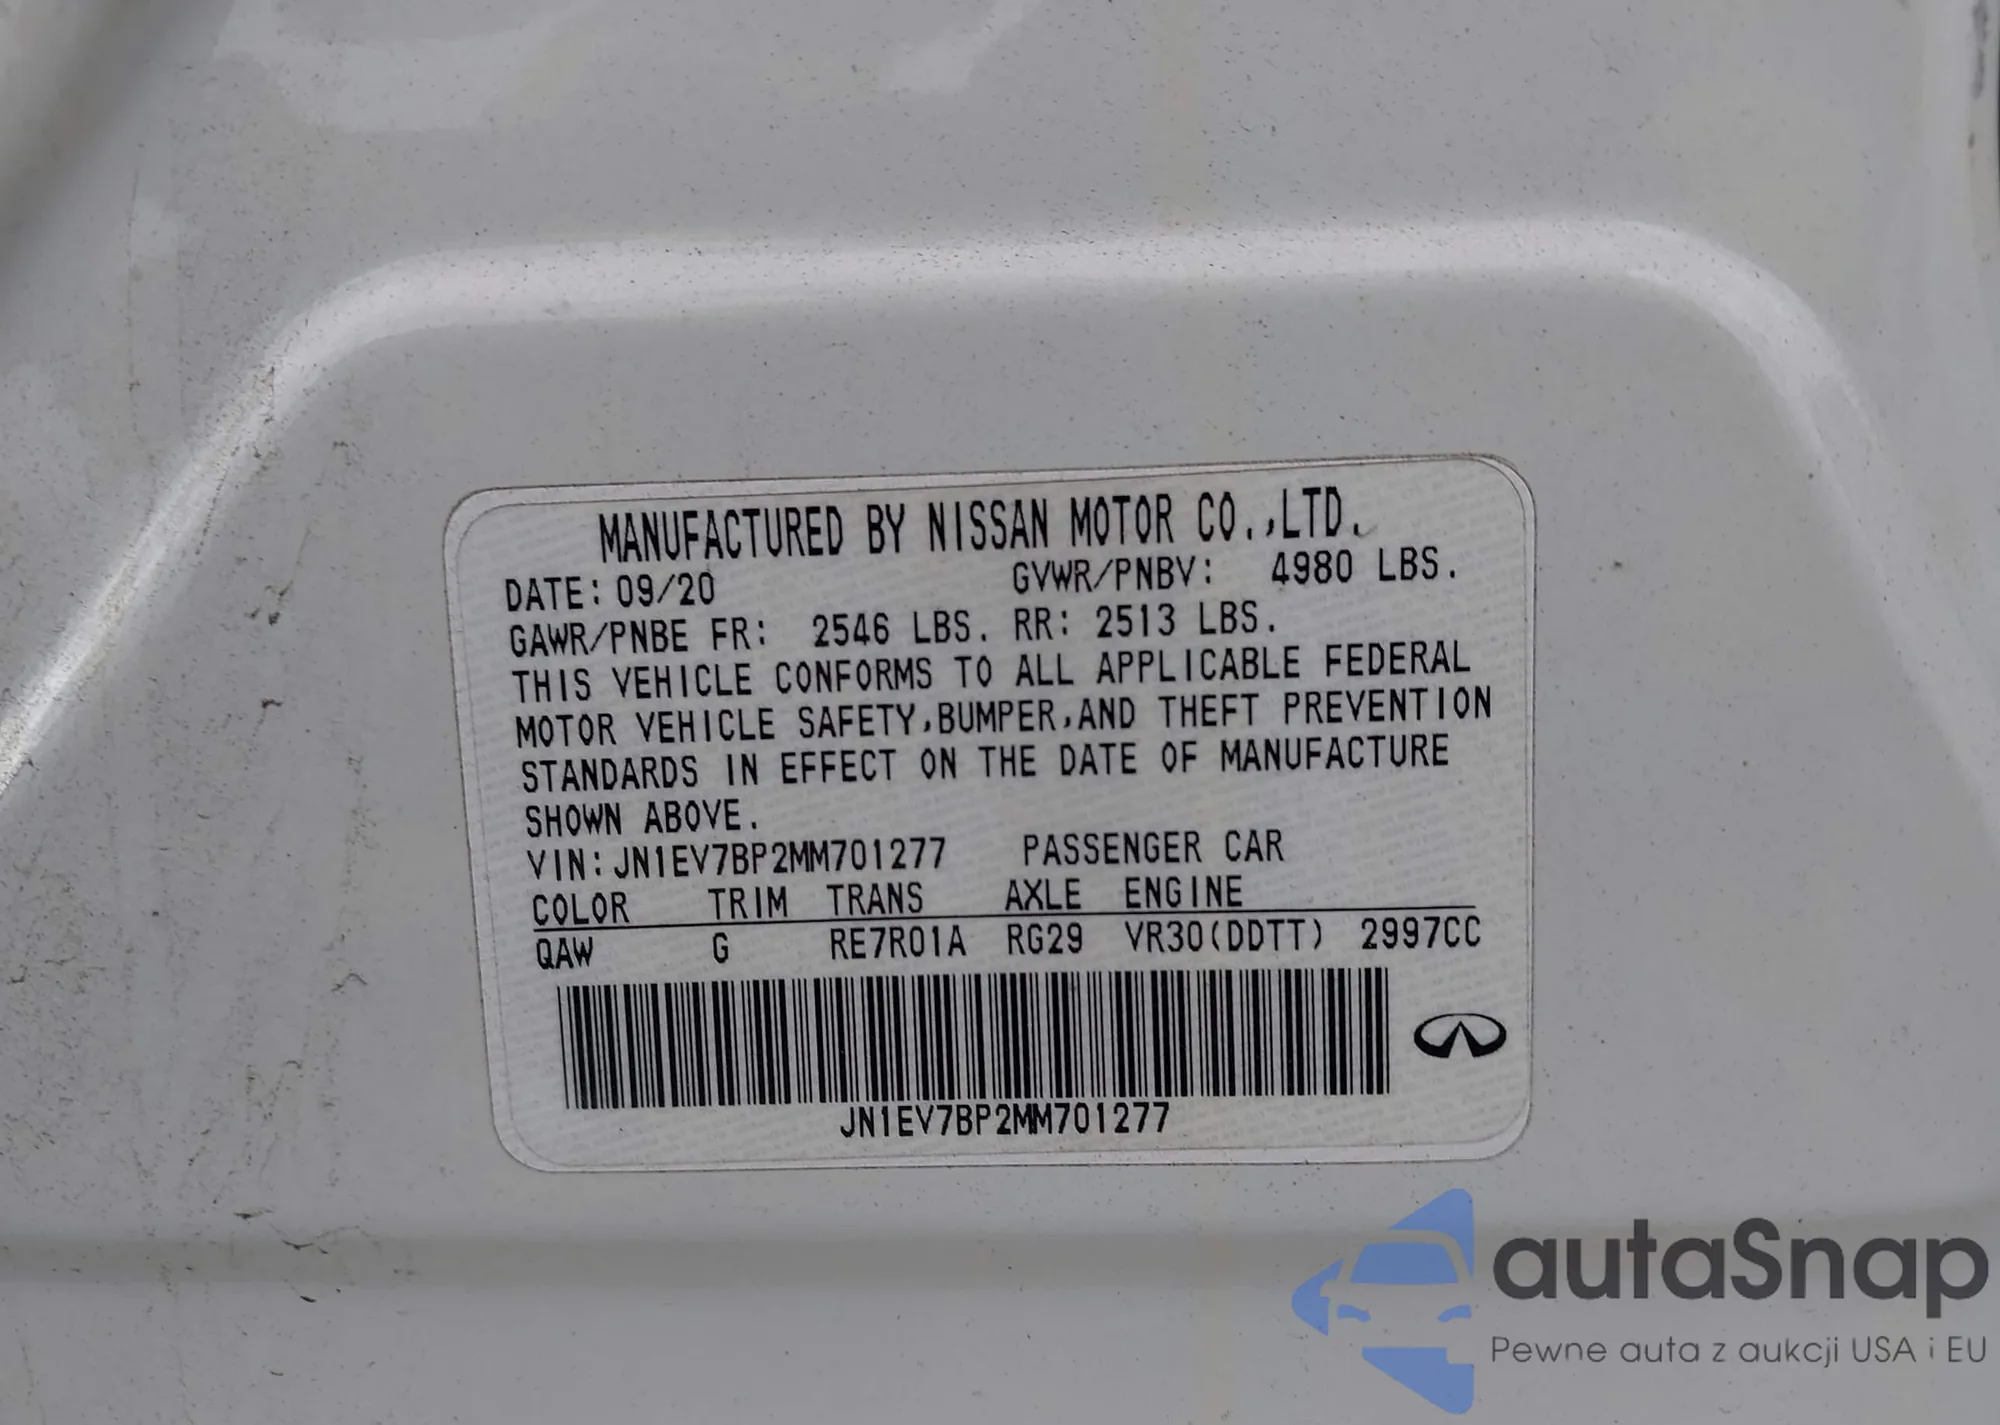 MANUFACTURED BY NISSAN MOTOR CO.,LTD.
DATE: 09/20 GVWR/PNBV: 4980 LBS.
GAWR/PNBE FR: 2546 LBS. RR: 2513 LBS.
THIS VEHICLE CONFORMS TO ALL APPLICABLE FEDERAL
MOTOR VEHICLE SAFETY,BUMPER,AND THEFT PREVENTION
STANDARDS IN EFFECT ON THE DATE OF MANUFACTURE
SHOWN ABOVE.
VIN:JN1EV7BP2MM701277 PASSENGER CAR
COLOR TRIM TRANS AXLE ENGINE
QAW G RE7R01A RG29 VR30(DDTT) 2997CC
JN1EV7BP2MM701277
autaSnap
Pewne auta z aukcji USA i EU